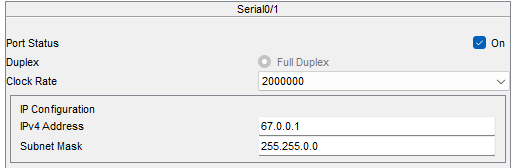 Serial0/1
Port Status On
Duplex Full Duplex
Clock Rate 2000000
IP Configuration
IPv4 Address 67.0.0.1
Subnet Mask 255.255.0.0